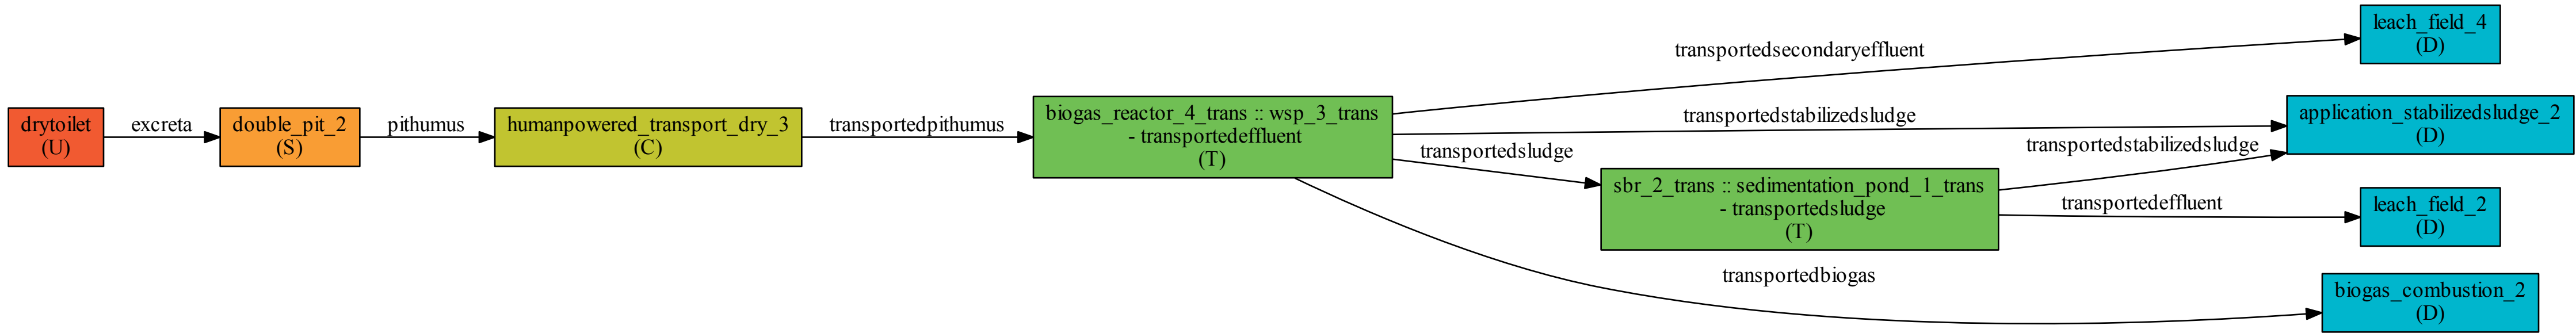 drytoilet
(U)
excreta
double_pit_2
(S)
pithumus
humanpowered_transport_dry_3
(C)
transportedpithumus
biogas_reactor_4_trans :: wsp_3_trans
- transportedeffluent
(T)
transportedsecondaryeffluent
transportedstabilizedsludge
transportedsludge
transportedbiogas
sbr_2_trans :: sedimentation_pond_1_trans
- transportedsludge
(T)
transportedstabilizedsludge
transportedeffluent
leach_field_4
(D)
application_stabilizedsludge_2
(D)
leach_field_2
(D)
biogas_combustion_2
(D)